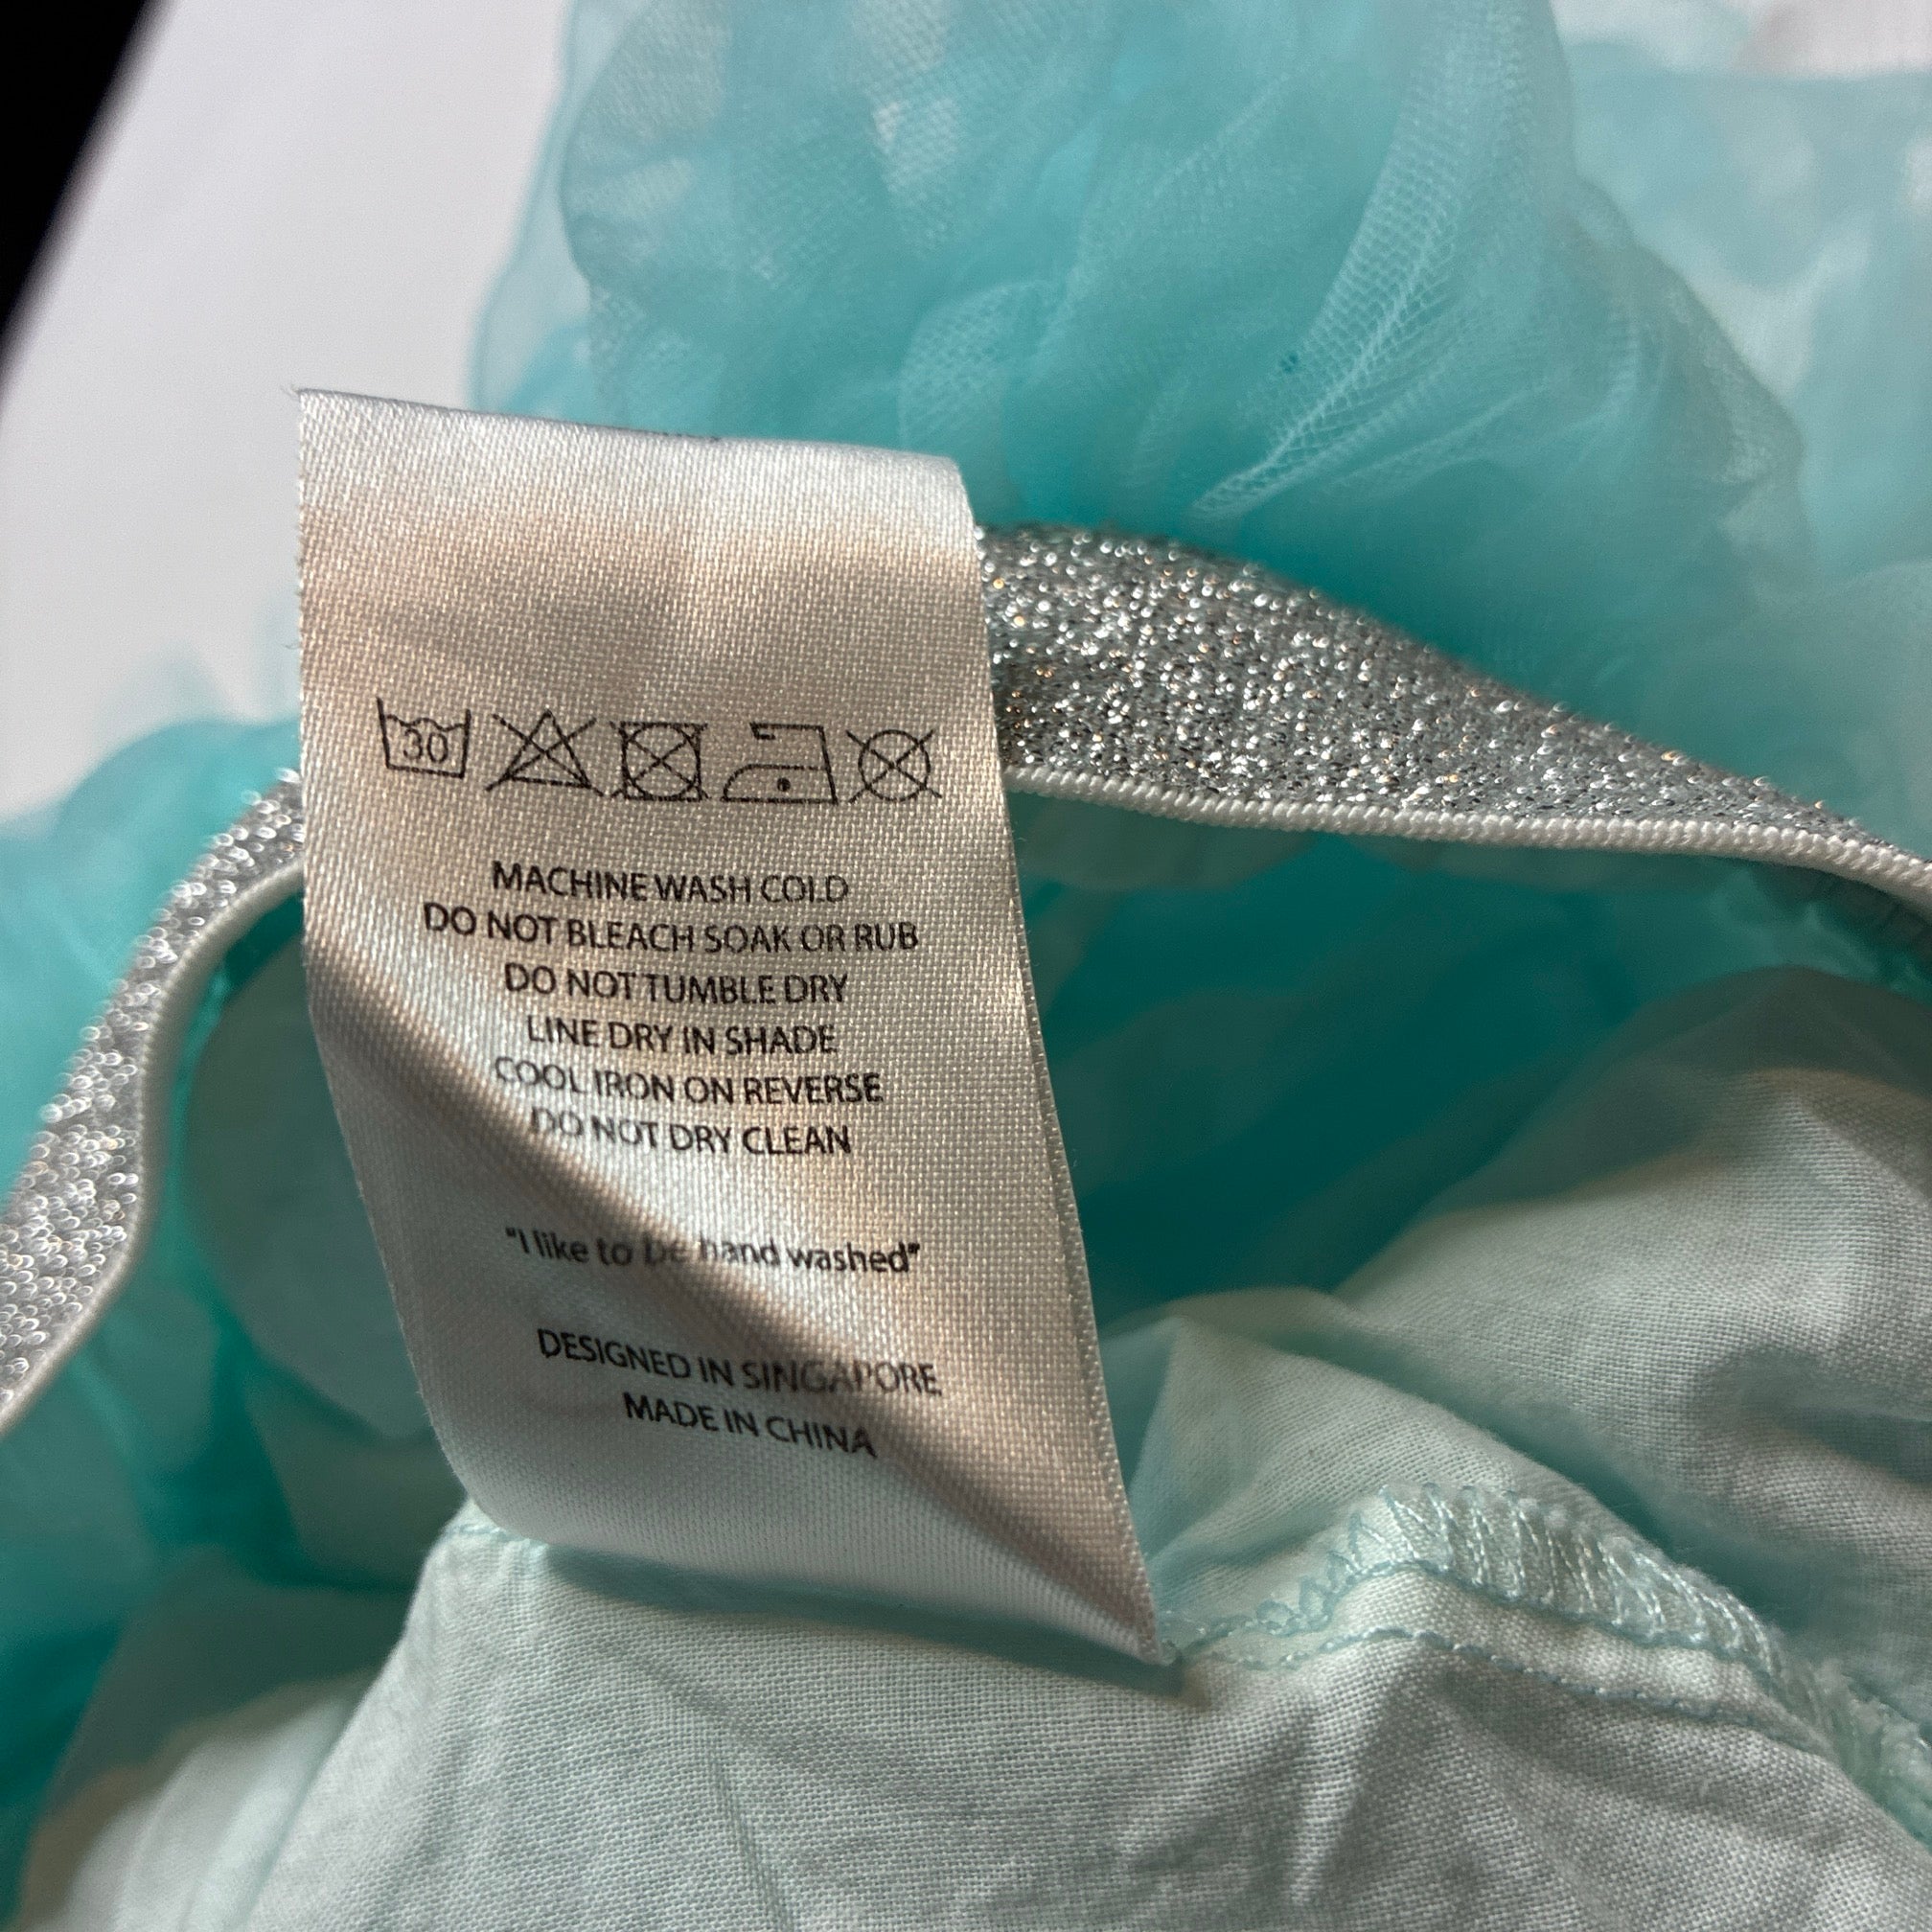 30
MACHINE WASH COLD
DO NOT BLEACH SOAK OR RUB
DO NOT TUMBLE DRY
LINE DRY IN SHADE
COOL IRON ON REVERSE
DO NOT DRY CLEAN
"I like to be hand washed"
DESIGNED IN SINGAPORE
MADE IN CHINA